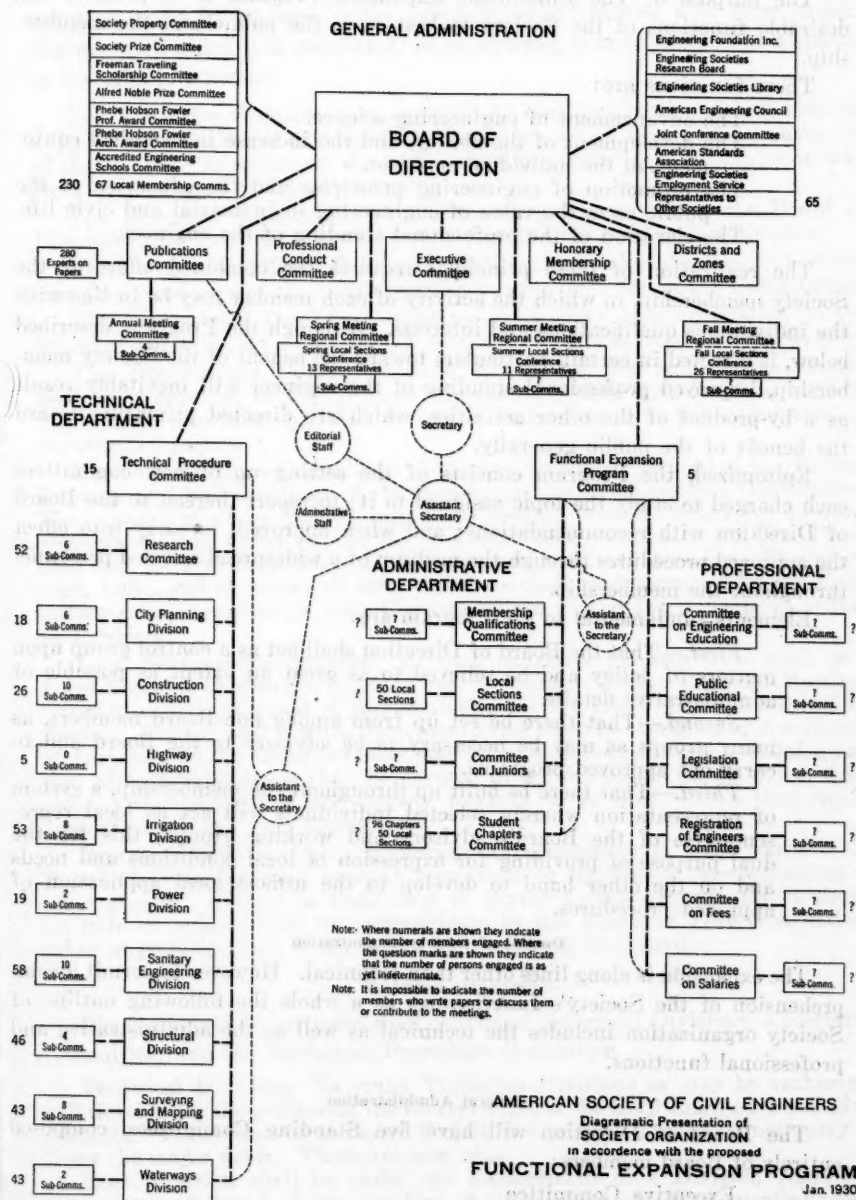 GENERAL ADMINISTRATION
Society Property Committee
Society Prize Committee
Freeman Traveling
Scholarship Committee
Alfred Noble Prize Committee
Phebe Hobson Fowler
Prof. Award Committee
Phebe Hobson Fowler
Arch. Award Committee
Accredited Engineering
Schools Committee
230
67 Local Membership Comms.
BOARD OF
DIRECTION
Engineering Foundation Inc.
Engineering Societies
Research Board
Engineering Societies Library
American Engineering Council
Joint Conference Committee
American Standards
Association
Engineering Societies
Employment Service
Representatives to
Other Societies
65
280
Experts on
Papers
Publications
Committee
Professional
Conduct
Committee
Executive
Committee
Honorary
Membership
Committee
Districts and
Zones
Committee
Annual Meeting
Committee
4
Sub-Comms.
Spring Meeting
Regional Committee
Spring Local Sections
Conference
13 Representatives
?
Sub-Comms.
Summer Meeting
Regional Committee
Summer Local Sections
Conference
11 Representatives
?
Sub-Comms.
Fall Meeting
Regional Committee
Fall Local Sections
Conference
26 Representatives
?
Sub-Comms.
TECHNICAL
DEPARTMENT
Editorial
Staff
Secretary
15
Technical Procedure
Committee
Functional Expansion
Program
Committee
5
Administrative
Staff
Assistant
Secretary
ADMINISTRATIVE
DEPARTMENT
PROFESSIONAL
DEPARTMENT
52
6
Sub-Comms.
Research
Committee
18
6
Sub-Comms.
City Planning
Division
26
10
Sub-Comms.
Construction
Division
5
0
Sub-Comms.
Highway
Division
53
9
Sub-Comms.
Irrigation
Division
19
2
Sub-Comms.
Power
Division
58
10
Sub-Comms.
Sanitary
Engineering
Division
46
4
Sub-Comms.
Structural
Division
43
8
Sub-Comms.
Surveying
and Mapping
Division
43
2
Sub-Comms.
Waterways
Division
Assistant
to the
Secretary
?
?
Sub-Comms.
Membership
Qualifications
Committee
?
50 Local
Sections
Local
Sections
Committee
?
?
Sub-Comms.
Committee
on Juniors
?
96 Chapter
50 Local
Sections
Student
Chapters
Committee
Assistant
to the
Secretary
Committee
on Engineering
Education
?
Sub-Comms.
?
Public
Educational
Committee
?
Sub-Comms.
?
Legislative
Committee
?
Sub-Comms.
?
Registration
of Engineers
Committee
?
Sub-Comms.
?
Committee
on Fees
?
Sub-Comms.
?
Committee
on Salaries
?
Sub-Comms.
?
Note:- Where numerals are shown they indicate
the number of members engaged. Where
the question marks are shown they indicate
that the number of persons engaged is as
yet indeterminate.
Note: It is impossible to indicate the number of
members who write papers or discuss them
or contribute to the meetings.
AMERICAN SOCIETY OF CIVIL ENGINEERS
Diagramatic Presentation of
SOCIETY ORGANIZATION
in accordance with the proposed
FUNCTIONAL EXPANSION PROGRAM
Jan. 1930